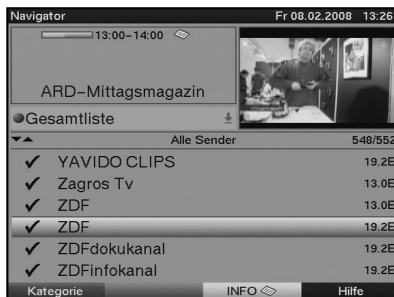 Navigator Fr 08.02.2008 13:26
13:00-14:00
ARD-Mittagsmagazin
Gesamtliste
Alle Sender 548/552
YAVIDO CLIPS 19.2E
Zagros Tv 13.0E
ZDF 13.0E
ZDF 19.2E
ZDFdokukanal 19.2E
ZDFinfokanal 19.2E
Kategorie INFO Hilfe